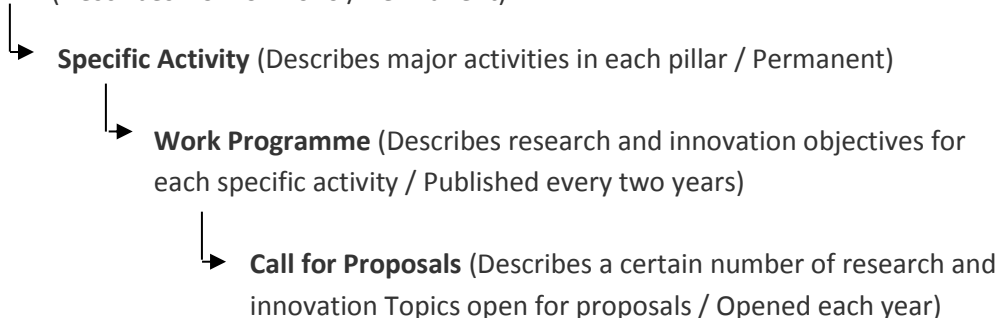 Specific Activity (Describes major activities in each pillar / Permanent)
Work Programme (Describes research and innovation objectives for
each specific activity / Published every two years)
Call for Proposals (Describes a certain number of research and
innovation Topics open for proposals / Opened each year)